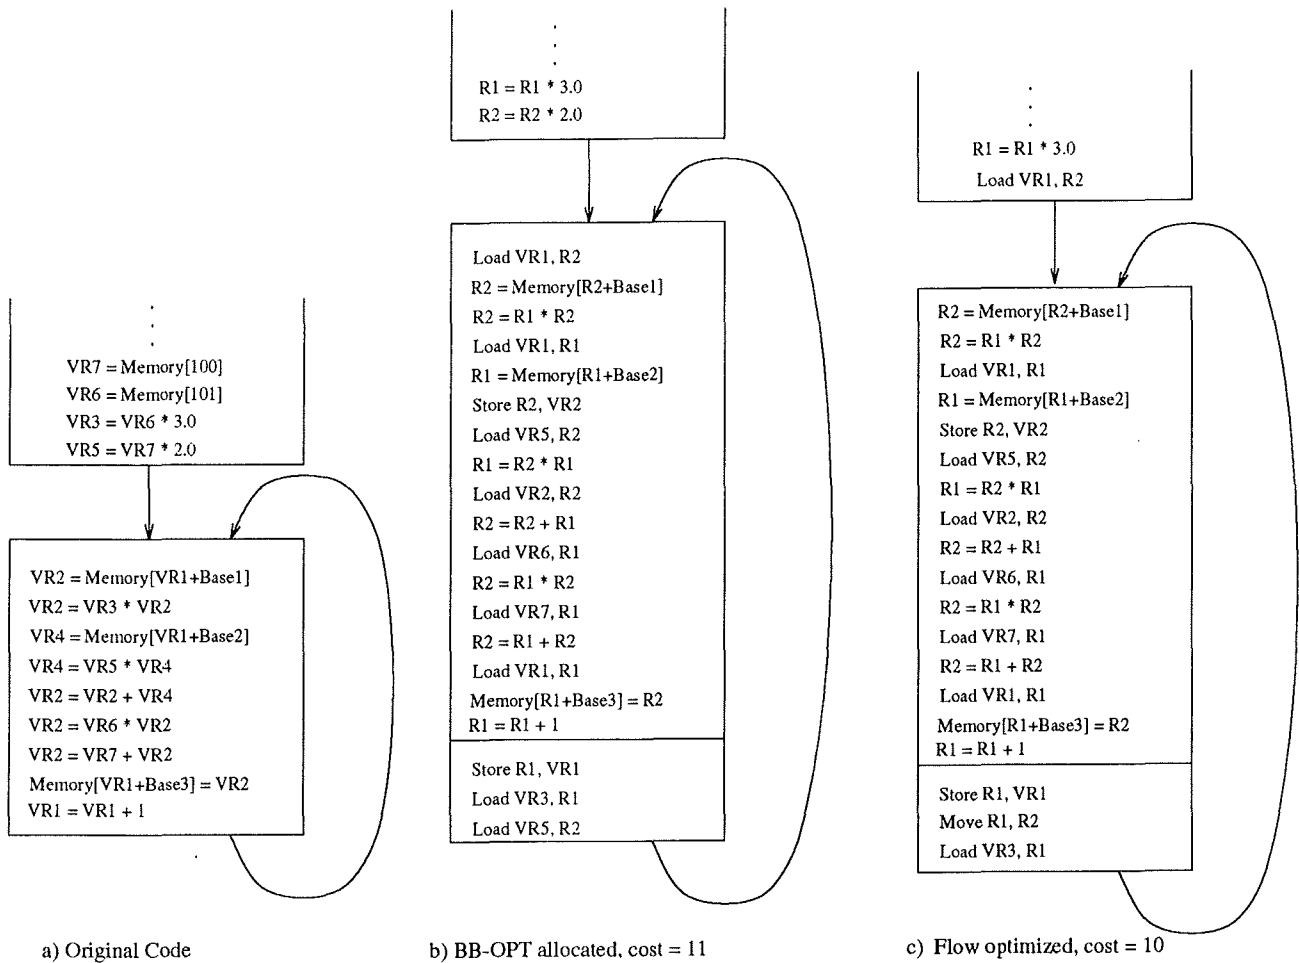 VR7 = Memory[100]
VR6 = Memory[101]
VR3 = VR6 * 3.0
VR5 = VR7 * 2.0
VR2 = Memory[VR1+Base1]
VR2 = VR3 * VR2
VR4 = Memory[VR1+Base2]
VR4 = VR5 * VR4
VR2 = VR2 + VR4
VR2 = VR6 * VR2
VR2 = VR7 + VR2
Memory[VR1+Base3] = VR2
VR1 = VR1 + 1
a) Original Code
R1 = R1 * 3.0
R2 = R2 * 2.0
Load VR1, R2
R2 = Memory[R2+Base1]
R2 = R1 * R2
Load VR1, R1
R1 = Memory[R1+Base2]
Store R2, VR2
Load VR5, R2
R1 = R2 * R1
Load VR2, R2
R2 = R2 + R1
Load VR6, R1
R2 = R1 * R2
Load VR7, R1
R2 = R1 + R2
Load VR1, R1
Memory[R1+Base3] = R2
R1 = R1 + 1
Store R1, VR1
Load VR3, R1
Load VR5, R2
b) BB-OPT allocated, cost = 11
R1 = R1 * 3.0
Load VR1, R2
R2 = Memory[R2+Base1]
R2 = R1 * R2
Load VR1, R1
R1 = Memory[R1+Base2]
Store R2, VR2
Load VR5, R2
R1 = R2 * R1
Load VR2, R2
R2 = R2 + R1
Load VR6, R1
R2 = R1 * R2
Load VR7, R1
R2 = R1 + R2
Load VR1, R1
Memory[R1+Base3] = R2
R1 = R1 + 1
Store R1, VR1
Move R1, R2
Load VR3, R1
c) Flow optimized, cost = 10